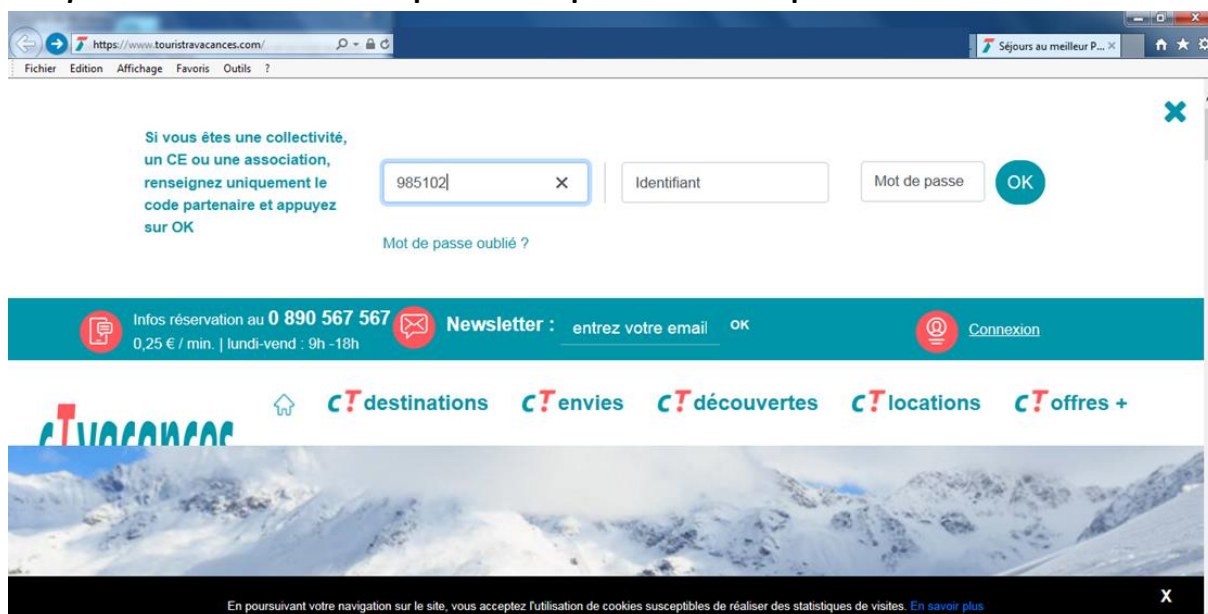 https://www.touristravacances.com/
Séjours au meilleur P...
Fichier Edition Affichage Favoris Outils ?
Si vous êtes une collectivité,
un CE ou une association,
renseignez uniquement le
code partenaire et appuyez
sur OK
985102
Identifiant
Mot de passe
OK
Mot de passe oublié ?
Infos réservation au 0 890 567 567
0,25 € / min. | lundi-vend : 9h -18h
Newsletter : entrez votre email OK
Connexion
cTvacances
cT destinations cT envies cT découvertes cT locations cT offres +
En poursuivant votre navigation sur le site, vous acceptez l'utilisation de cookies susceptibles de réaliser des statistiques de visites. En savoir plus
X